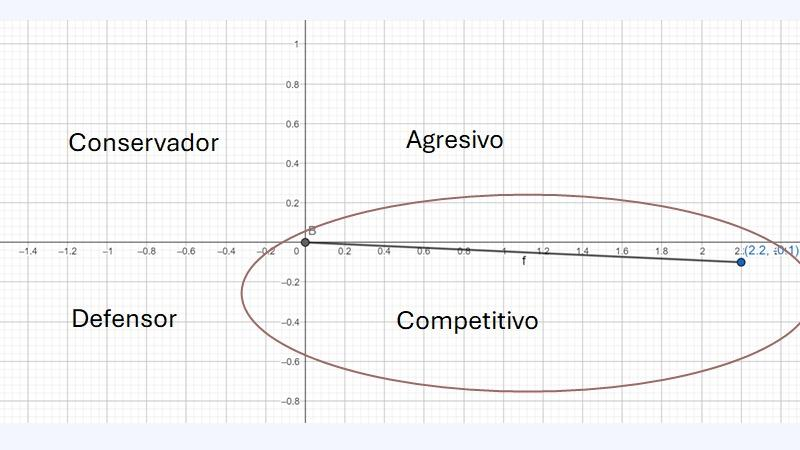 1
0.8
0.6
Conservador
Agresivo
0.4
0.2
B
−1.4 −1.2 −1 −0.8 −0.6 −0.4 −0.2 0 0.2 0.4 0.6 0.8 1 1.2 1.4 1.6 1.8 2
(2.2, −0.1)
f
−0.2
Defensor
Competitivo
−0.4
−0.6
−0.8